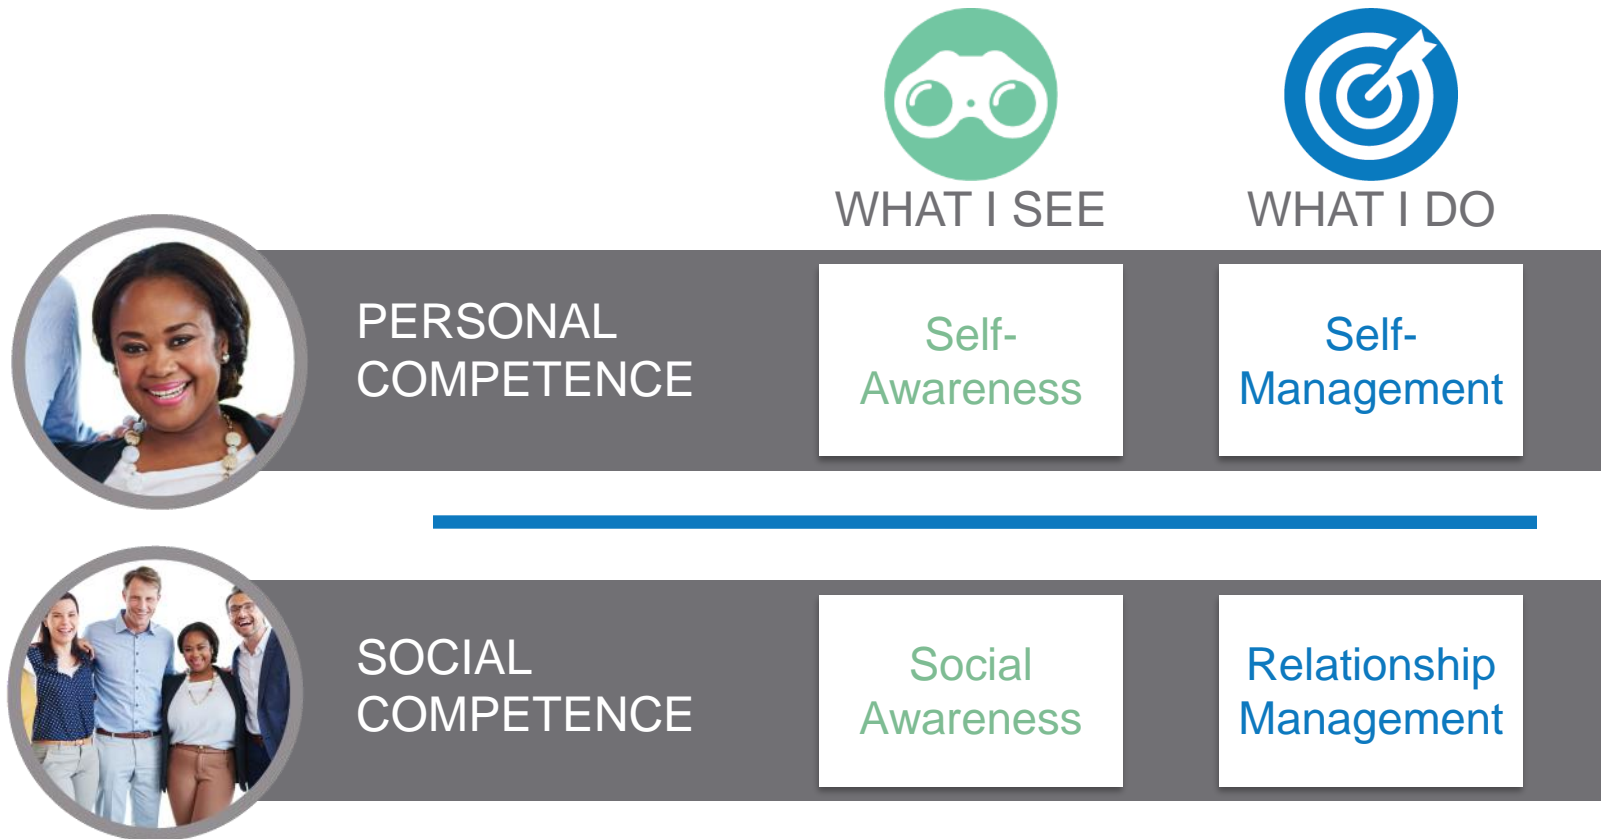 WHAT I SEE
WHAT I DO
PERSONAL
COMPETENCE
Self-
Awareness
Self-
Management
SOCIAL
COMPETENCE
Social
Awareness
Relationship
Management